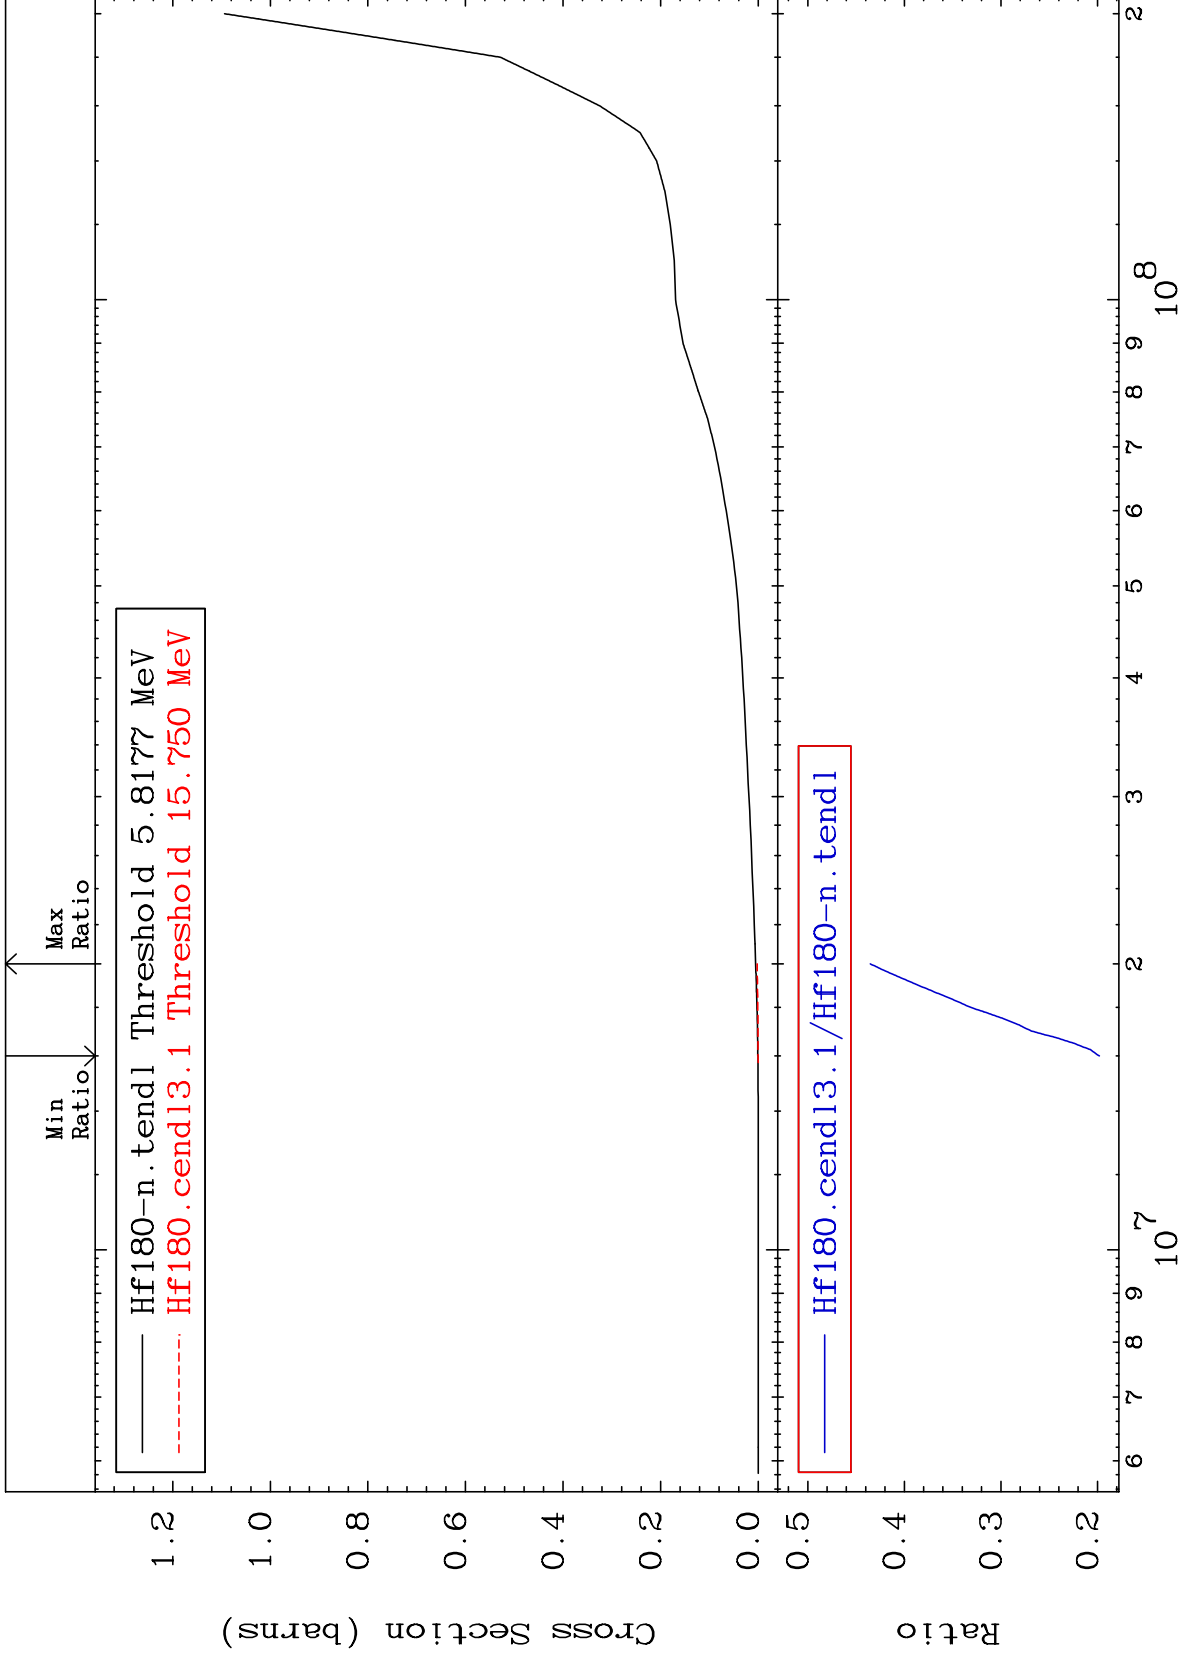 Min
Ratio
Max
Ratio
Hf180-n.tendl Threshold 5.8177 MeV
Hf180.cendl3.1 Threshold 15.750 MeV
Cross Section (barns)
1.2
1.0
0.8
0.6
0.4
0.2
0.0
Hf180.cendl3.1/Hf180-n.tendl
Ratio
0.5
0.4
0.3
0.2
6 7 8 9 2 3 4 5 6 7 8 9 2
10^7 10^8